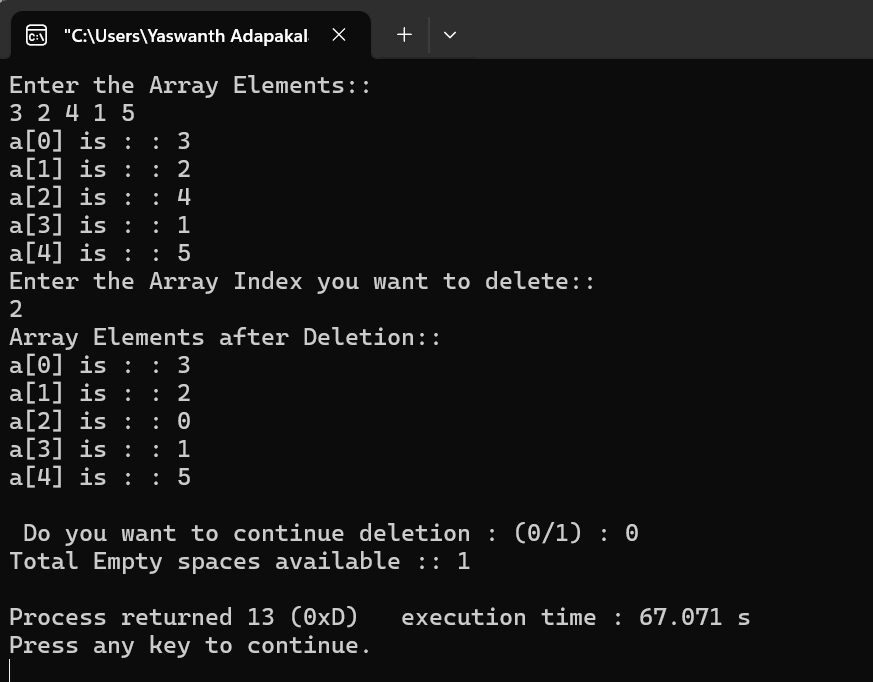 "C:\Users\Yaswanth Adapakal
Enter the Array Elements::
3 2 4 1 5
a[0] is : : 3
a[1] is : : 2
a[2] is : : 4
a[3] is : : 1
a[4] is : : 5
Enter the Array Index you want to delete::
2
Array Elements after Deletion::
a[0] is : : 3
a[1] is : : 2
a[2] is : : 0
a[3] is : : 1
a[4] is : : 5
Do you want to continue deletion : (0/1) : 0
Total Empty spaces available :: 1
Process returned 13 (0xD)   execution time : 67.071 s
Press any key to continue.